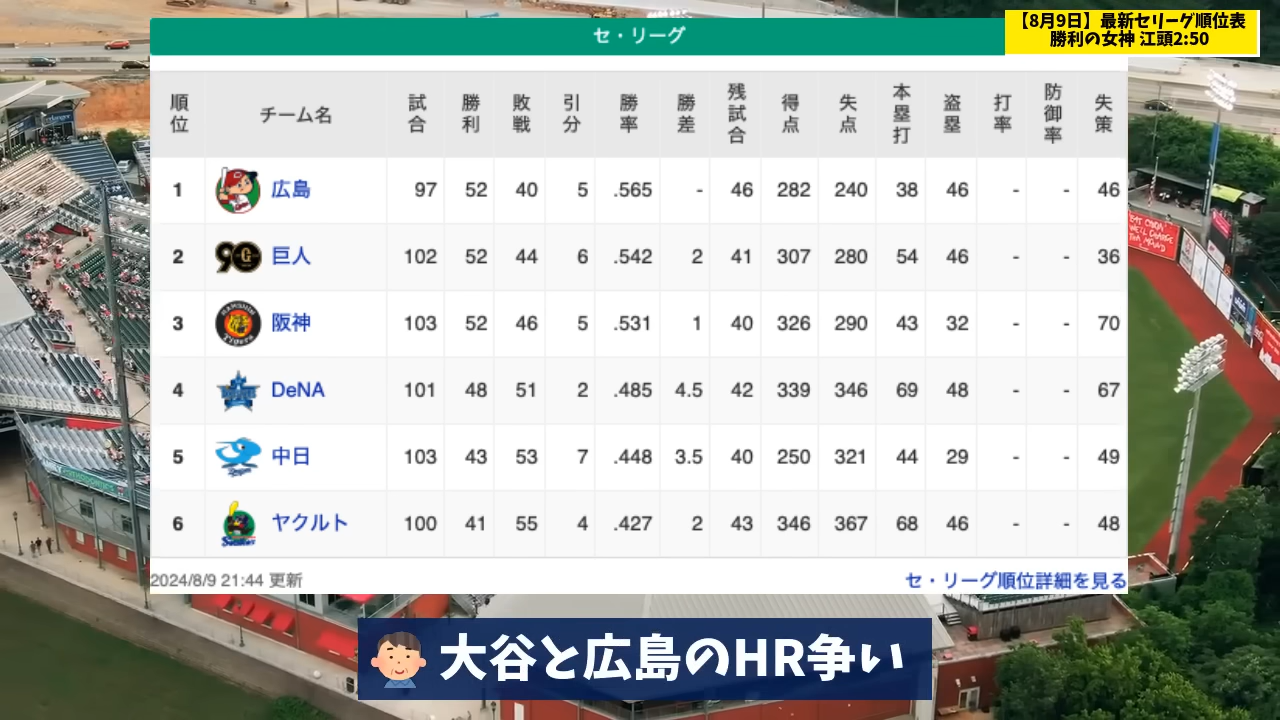 セ・リーグ
【8月9日】最新セリーグ順位表
勝利の女神 江頭2:50
順位 チーム名 試合 勝利 敗戦 引分 勝率 勝差 残試合 得点 失点 本塁打 盗塁 打率 防御率 失策
1 広島 97 52 40 5 .565 - 46 282 240 38 46 - - 46
2 巨人 102 52 44 6 .542 2 41 307 280 54 46 - - 36
3 阪神 103 52 46 5 .531 1 40 326 290 43 32 - - 70
4 DeNA 101 48 51 2 .485 4.5 42 339 346 69 48 - - 67
5 中日 103 43 53 7 .448 3.5 40 250 321 44 29 - - 49
6 ヤクルト 100 41 55 4 .427 2 43 346 367 68 46 - - 48
2024/8/9 21:44 更新
セ・リーグ順位詳細を見る
大谷と広島のHR争い